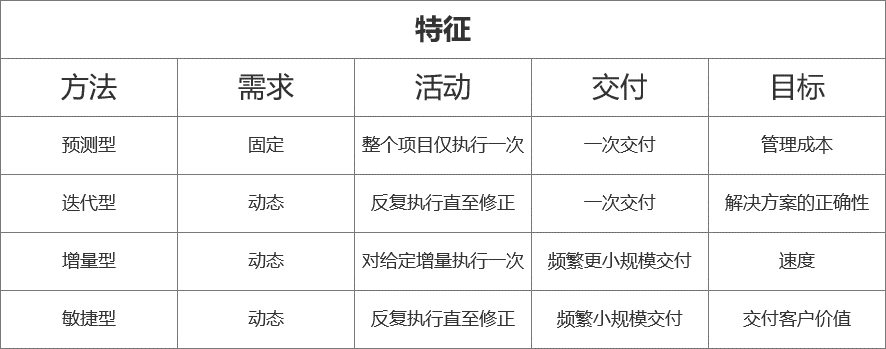 特征
方法 需求 活动 交付 目标
预测型 固定 整个项目仅执行一次 一次交付 管理成本
迭代型 动态 反复执行直至修正 一次交付 解决方案的正确性
增量型 动态 对给定增量执行一次 频繁更小规模交付 速度
敏捷型 动态 反复执行直至修正 频繁小规模交付 交付客户价值